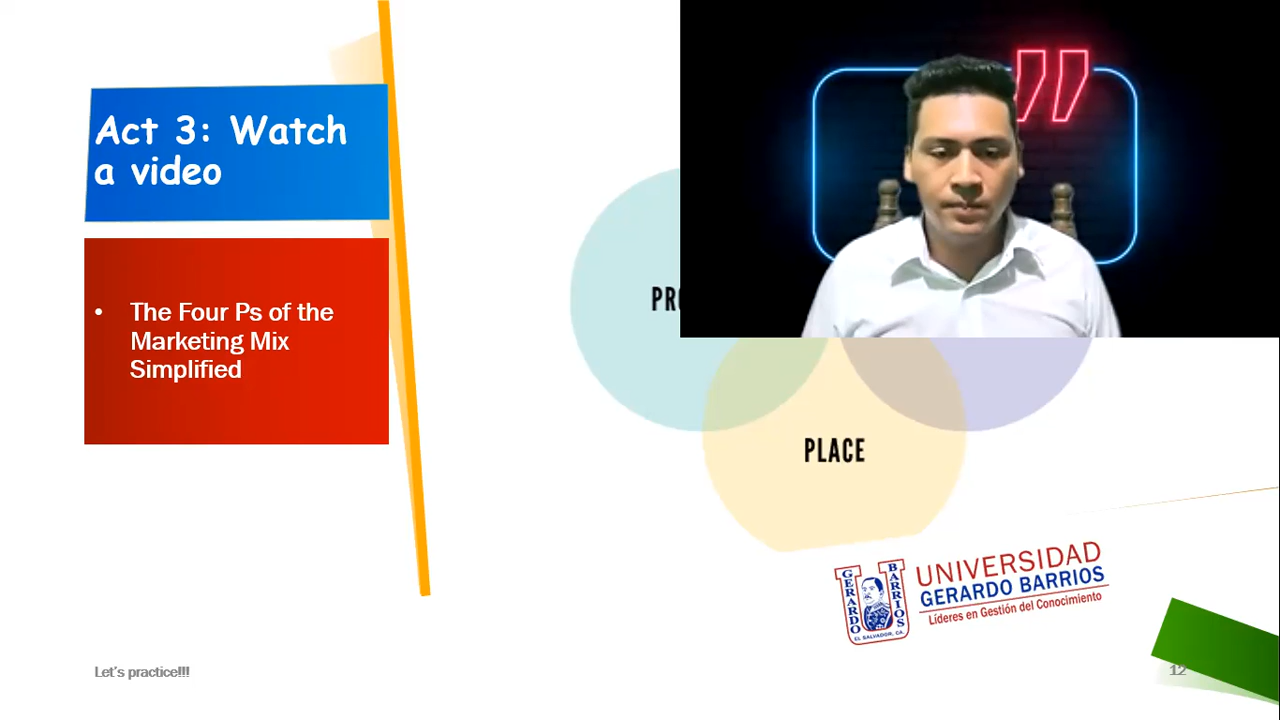 Act 3: Watch
a video
• The Four Ps of the
Marketing Mix
Simplified
PLACE
GERARDO BARRIOS
EL SALVADOR, CA.
UNIVERSIDAD
GERARDO BARRIOS
Líderes en Gestión del Conocimiento
Let's practice!!!
12